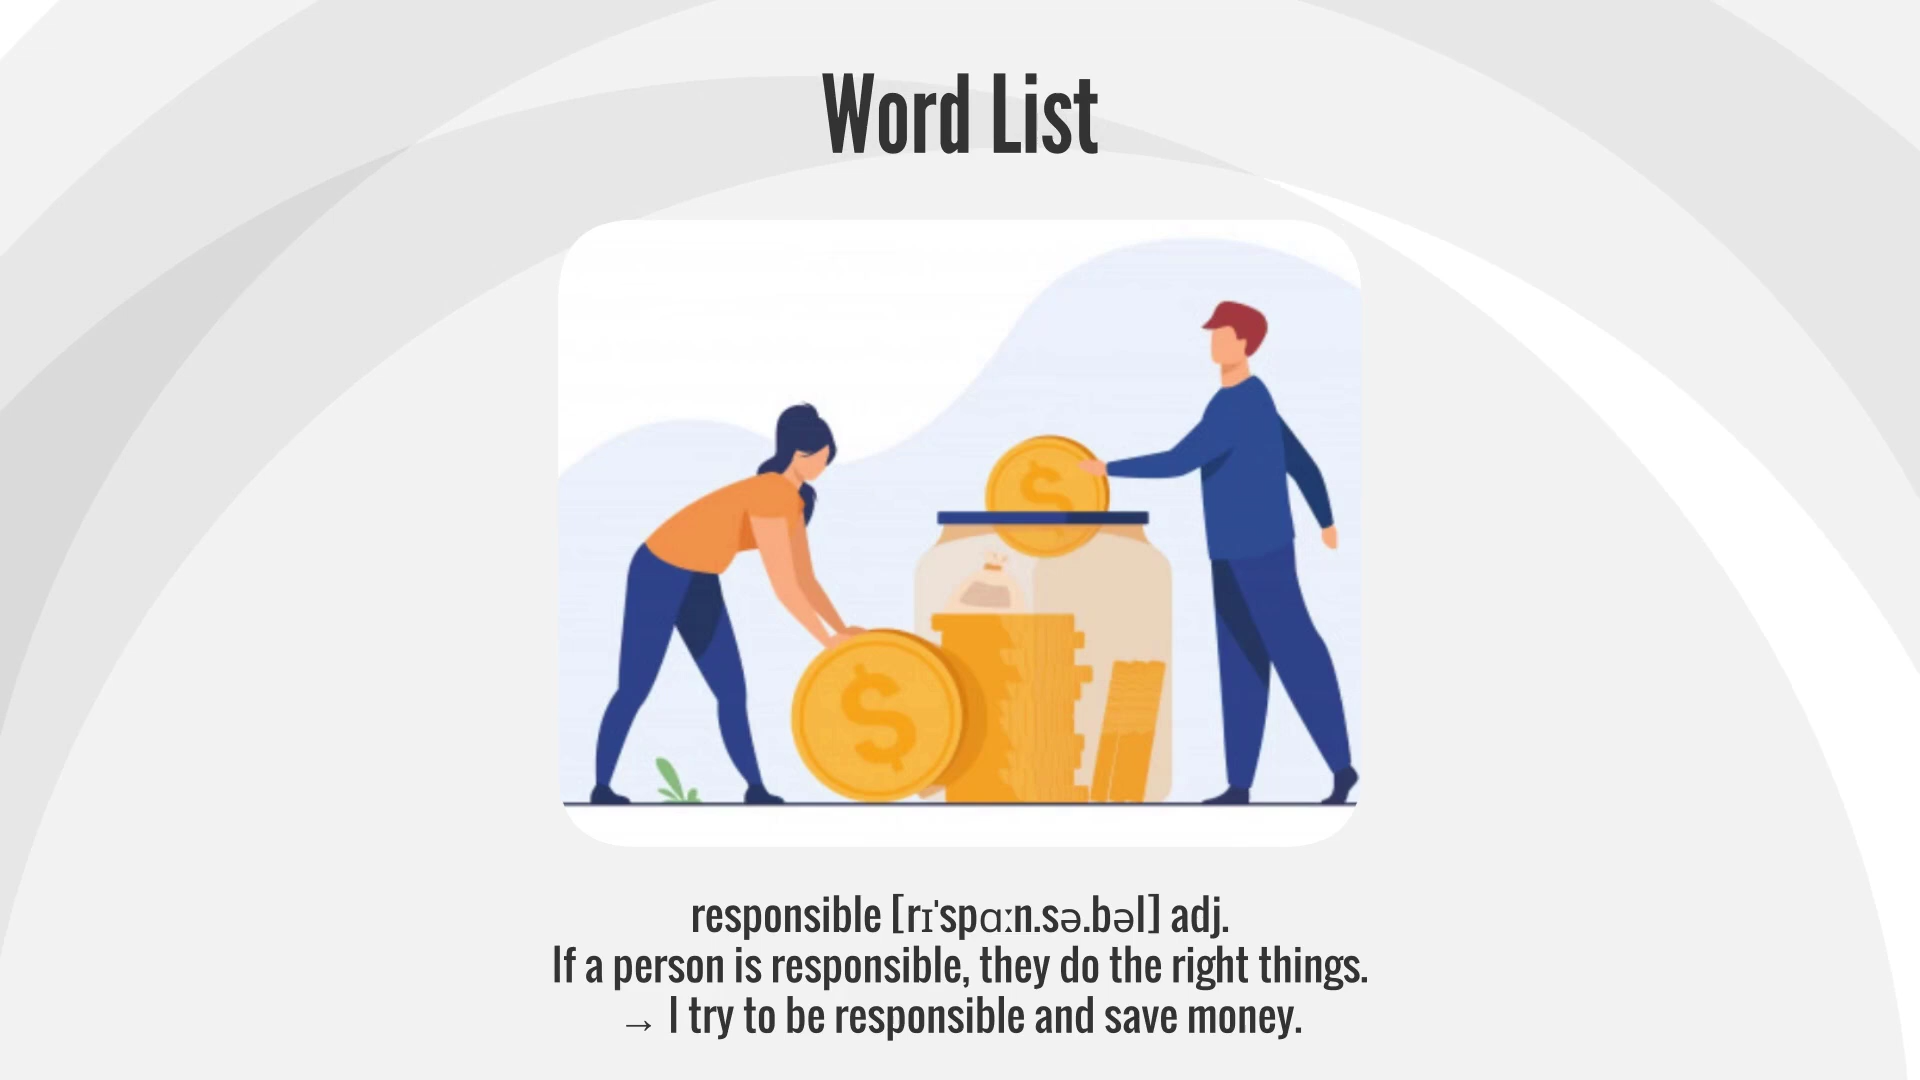 Word List
$
$
responsible [rɪˈspɑːn.sə.bəl] adj.
If a person is responsible, they do the right things.
→ I try to be responsible and save money.